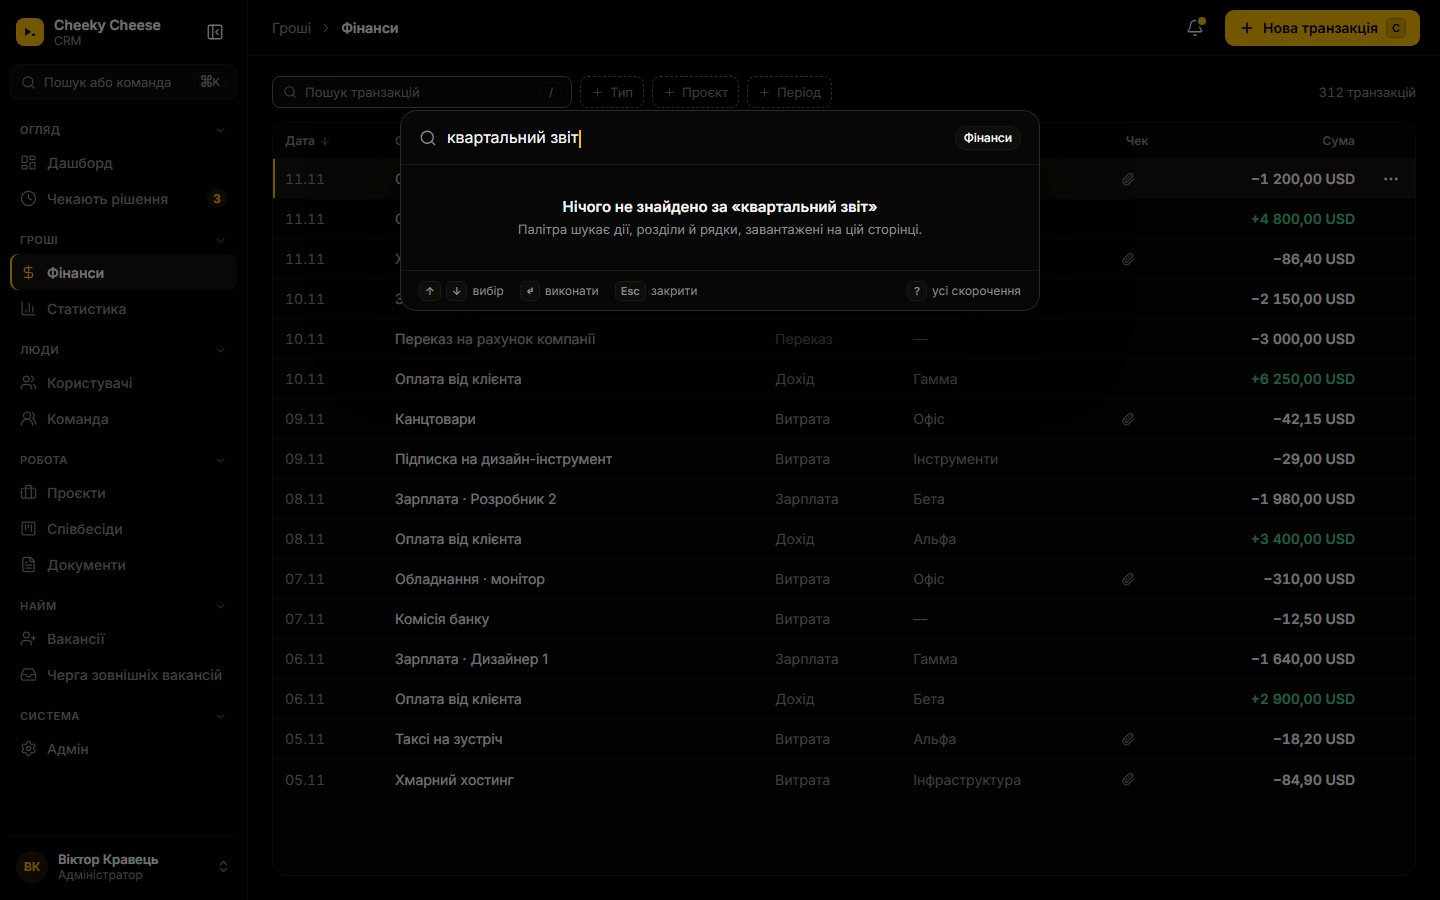 Cheeky Cheese
CRM
Пошук або команда ⌘K
ОГЛЯД
Дашборд
Чекають рішення 3
ГРОШІ
Фінанси
Статистика
ЛЮДИ
Користувачі
Команда
РОБОТА
Проєкти
Співбесіди
Документи
НАЙМ
Вакансії
Черга зовнішніх вакансій
СИСТЕМА
Адмін
ВК Віктор Кравець
Адміністратор
Гроші Фінанси
Нова транзакція C
Пошук транзакцій /
Тип
Проєкт
Період
312 транзакцій
квартальний звіт
Фінанси
Нічого не знайдено за «квартальний звіт»
Палітра шукає дії, розділи й рядки, завантажені на цій сторінці.
вибір
виконати
Esc закрити
? усі скорочення
Дата ↓ Чек Сума
11.11 −1 200,00 USD
11.11 +4 800,00 USD
11.11 −86,40 USD
10.11 −2 150,00 USD
Переказ на рахунок компанії Переказ — −3 000,00 USD
10.11
10.11 Оплата від клієнта Дохід Гамма +6 250,00 USD
09.11 Канцтовари Витрата Офіс −42,15 USD
09.11 Підписка на дизайн-інструмент Витрата Інструменти −29,00 USD
08.11 Зарплата · Розробник 2 Зарплата Бета −1 980,00 USD
08.11 Оплата від клієнта Дохід Альфа +3 400,00 USD
07.11 Обладнання · монітор Витрата Офіс −310,00 USD
07.11 Комісія банку Витрата — −12,50 USD
06.11 Зарплата · Дизайнер 1 Зарплата Гамма −1 640,00 USD
06.11 Оплата від клієнта Дохід Бета +2 900,00 USD
05.11 Таксі на зустріч Витрата Альфа −18,20 USD
05.11 Хмарний хостинг Витрата Інфраструктура −84,90 USD